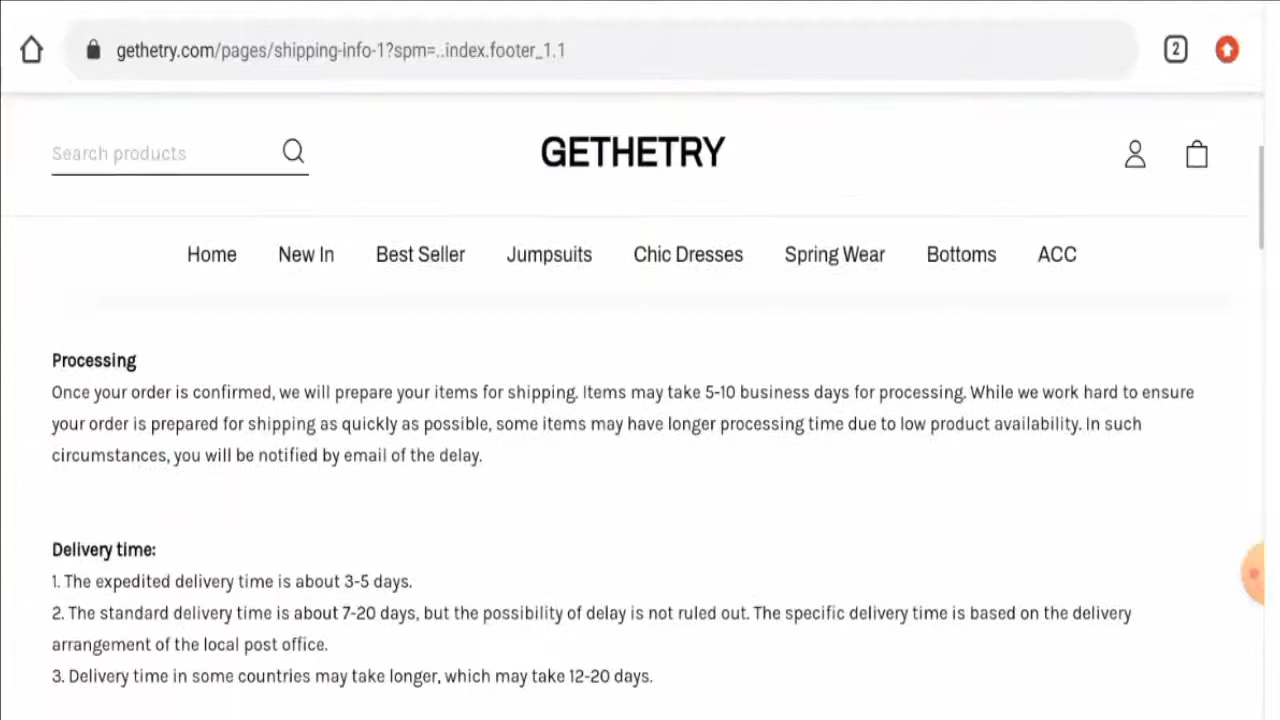 gethetry.com/pages/shipping-info-1?spm=..index.footer_1.1
2
Search products
GETHETRY
Home New In Best Seller Jumpsuits Chic Dresses Spring Wear Bottoms ACC
Processing
Once your order is confirmed, we will prepare your items for shipping. Items may take 5-10 business days for processing. While we work hard to ensure
your order is prepared for shipping as quickly as possible, some items may have longer processing time due to low product availability. In such
circumstances, you will be notified by email of the delay.
Delivery time:
1. The expedited delivery time is about 3-5 days.
2. The standard delivery time is about 7-20 days, but the possibility of delay is not ruled out. The specific delivery time is based on the delivery
arrangement of the local post office.
3. Delivery time in some countries may take longer, which may take 12-20 days.